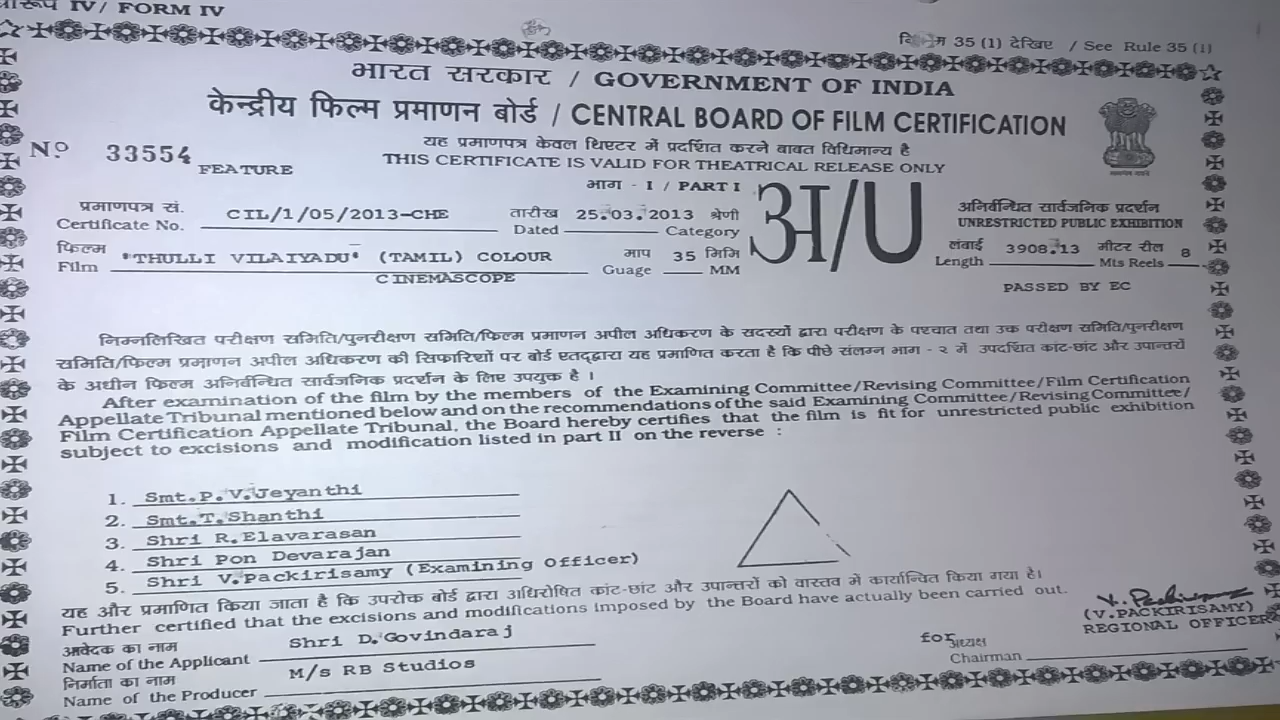 IV/ FORM IV
35 (1) देखिए / See Rule 35 (1)
भारत सरकार / GOVERNMENT OF INDIA
केन्द्रीय फिल्म प्रमाणन बोर्ड / CENTRAL BOARD OF FILM CERTIFICATION
यह प्रमाणपत्र केवल थिएटर में प्रदर्शित करने बाबत विधिमान्य है
Nº 33554 FEATURE THIS CERTIFICATE IS VALID FOR THEATRICAL RELEASE ONLY
भाग - I / PART I
अ/U
प्रमाणपत्र सं. CIL/1/05/2013-CHE तारीख 25.03.2013 श्रेणी अनिर्बन्धित सार्वजनिक प्रदर्शन
Certificate No. Dated Category UNRESTRICTED PUBLIC EXHIBITION
फिल्म "THULLI VILAIYADU" (TAMIL) COLOUR माप 35 मिमि लंबाई 3908.13 मीटर रील 8
Film CINEMASCOPE Guage MM Length Mts Reels
PASSED BY EC
निम्नलिखित परीक्षण समिति/पुनरीक्षण समिति/फिल्म प्रमाणन अपील अधिकरण के सदस्यों द्वारा परीक्षण के पश्चात तथा उक परीक्षण समिति/पुनरीक्षण
समिति/फिल्म प्रमाणन अपील अधिकरण की सिफारिशों पर बोर्ड एतद्द्वारा यह प्रमाणित करता है कि पीछे संलग्न भाग - २ में उपदर्शित कांट-छांट और उपान्तरों
के अधीन फिल्म अनिर्बन्धित सार्वजनिक प्रदर्शन के लिए उपयुक है ।
After examination of the film by the members of the Examining Committee/Revising Committee/Film Certification
Appellate Tribunal mentioned below and on the recommendations of the said Examining Committee/Revising Committee/
Film Certification Appellate Tribunal, the Board hereby certifies that the film is fit for unrestricted public exhibition
subject to excisions and modification listed in part II on the reverse :
1. Smt.P.V.Jeyanthi
2. Smt.T.Shanthi
3. Shri R.Elavarasan
4. Shri Pon Devarajan
5. Shri V.Packirisamy (Examining Officer)
यह और प्रमाणित किया जाता है कि उपरोक बोर्ड द्वारा अधिरोपित कांट-छांट और उपान्तरों को वास्तव में कार्यान्वित किया गया है।
Further certified that the excisions and modifications imposed by the Board have actually been carried out.
(V.PACKIRISAMY)
REGIONAL OFFICER
आवेदक का नाम Shri D.Govindaraj
Name of the Applicant
for अध्यक्ष
Chairman
निर्माता का नाम M/s RB Studios
Name of the Producer